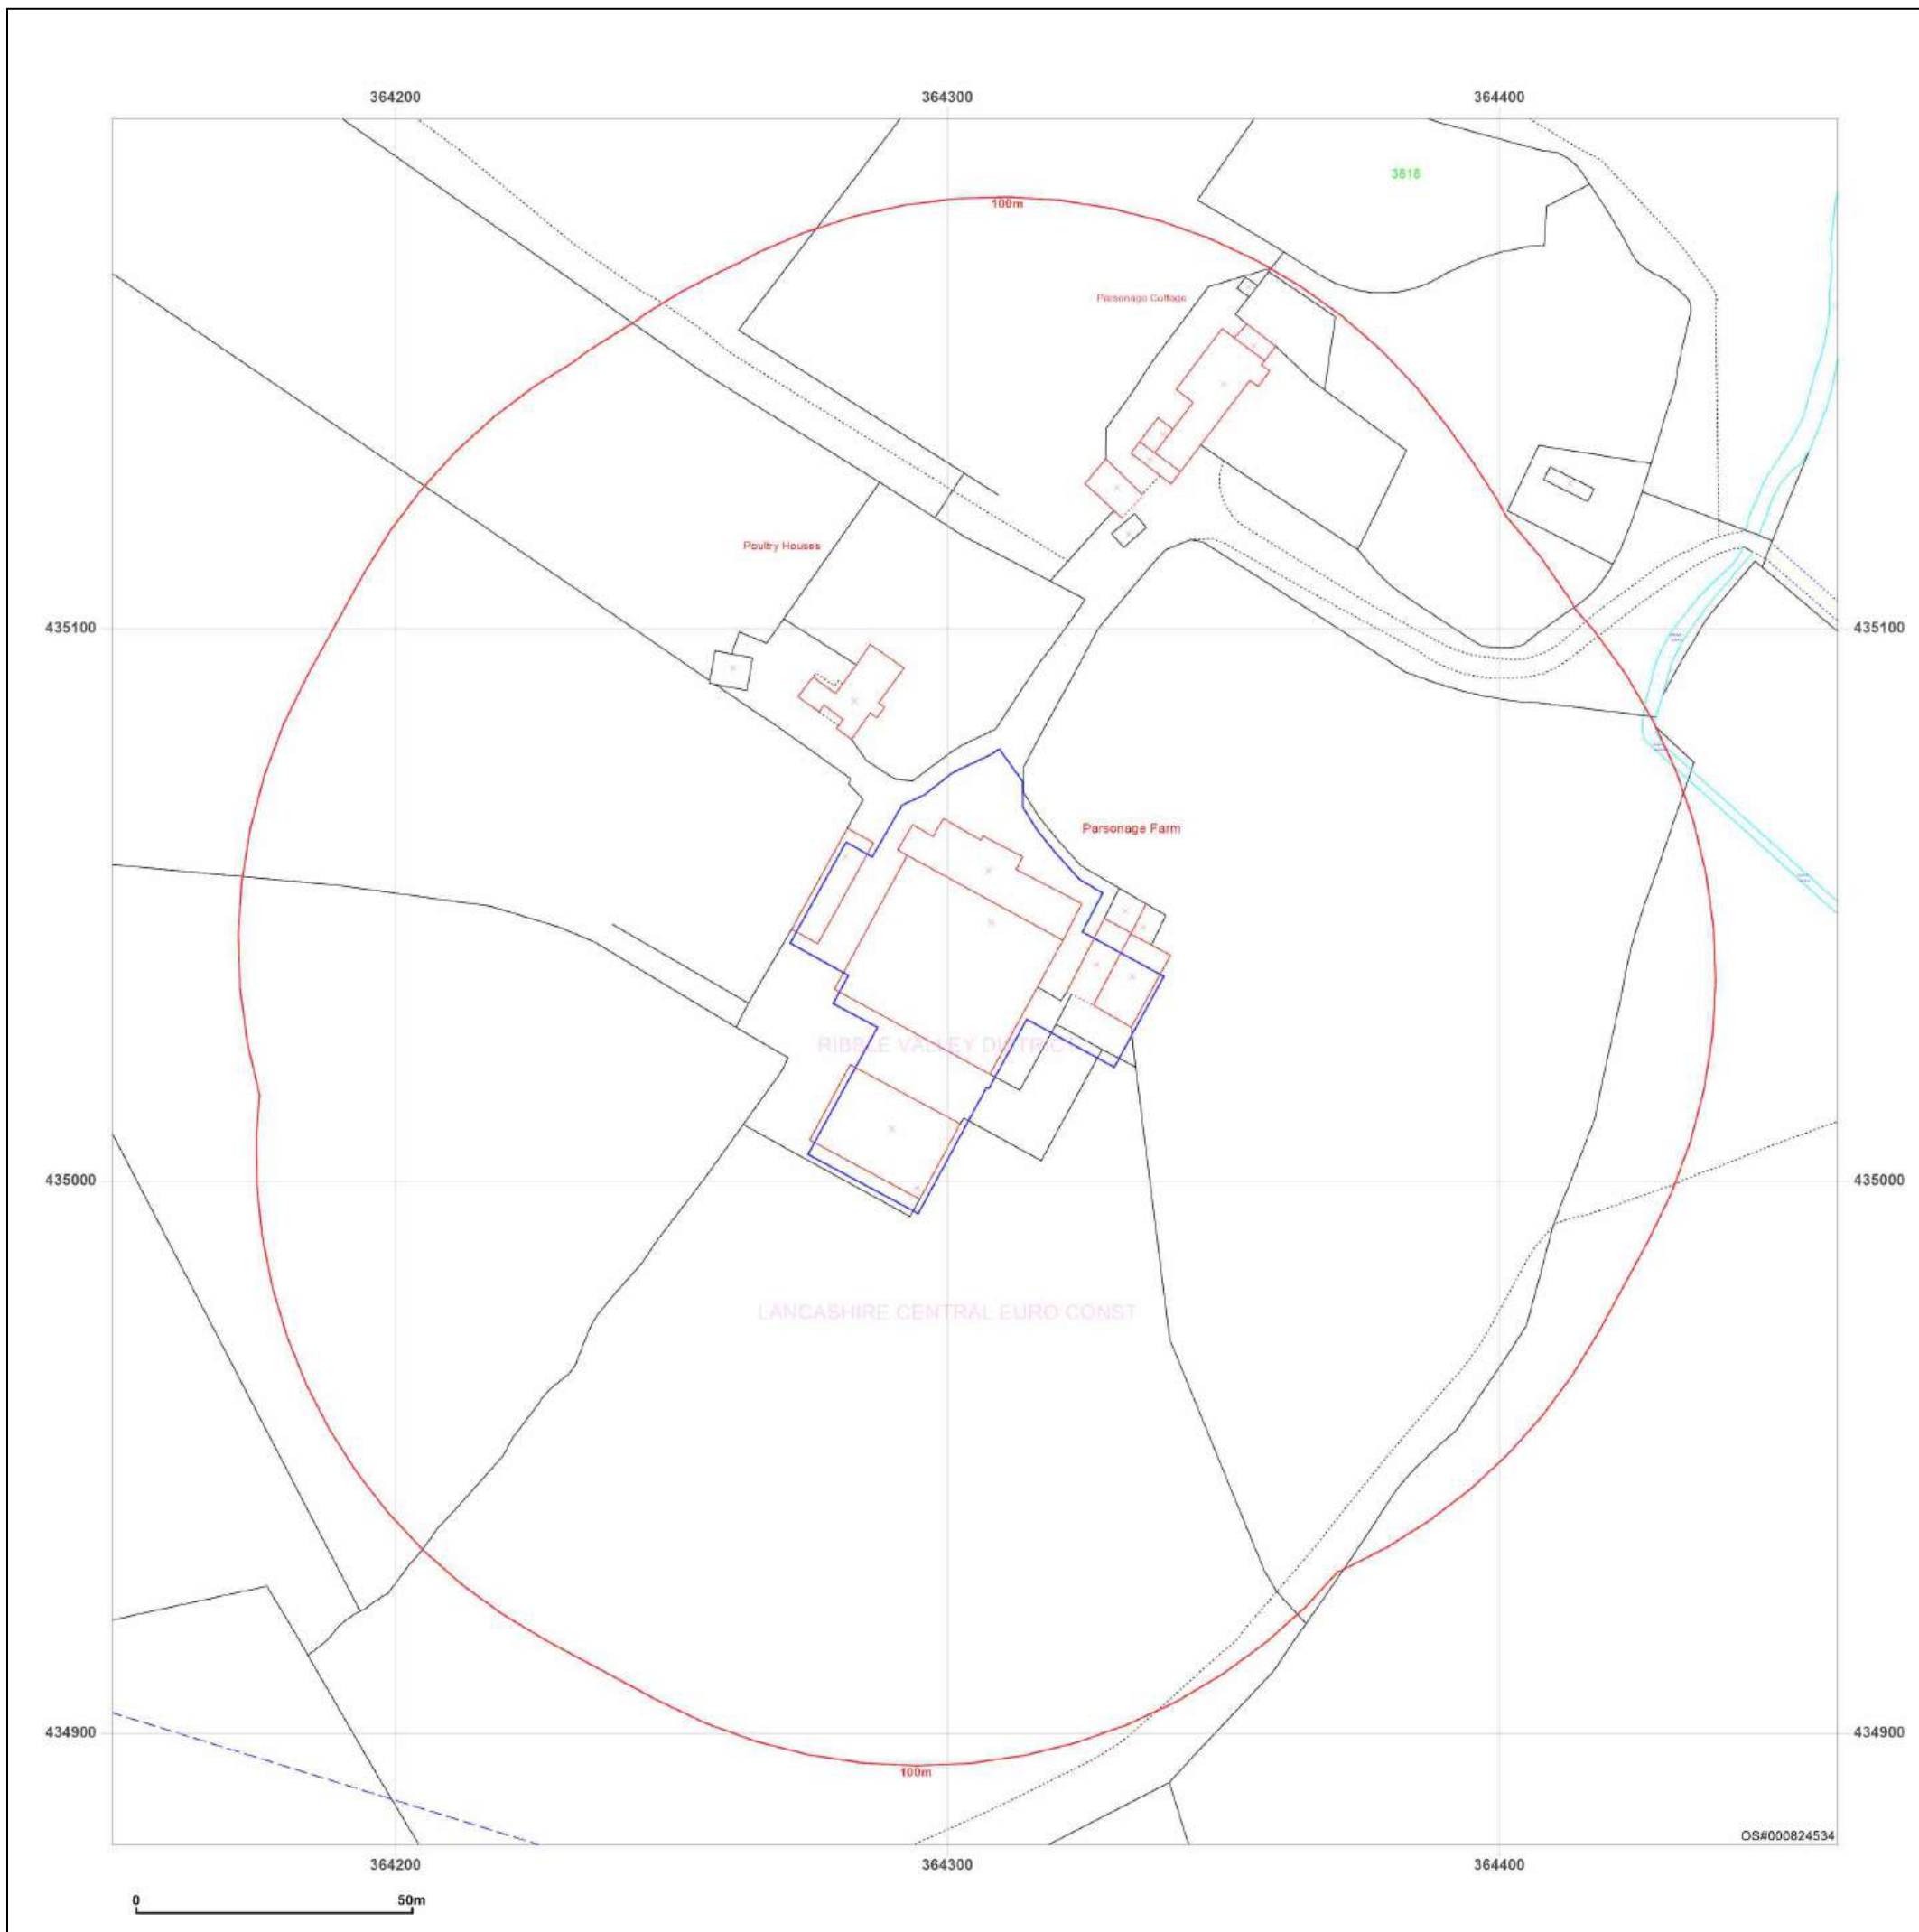 364200 364300 364400
3818
100m
Parsonage Cottage
Poultry Houses
435100 435100
Parsonage Farm
RIBBLE VALLEY DISTRICT
435000 435000
LANCASHIRE CENTRAL EURO CONST
434900 434900
100m
OS#000824534
364200 364300 364400
0 50m